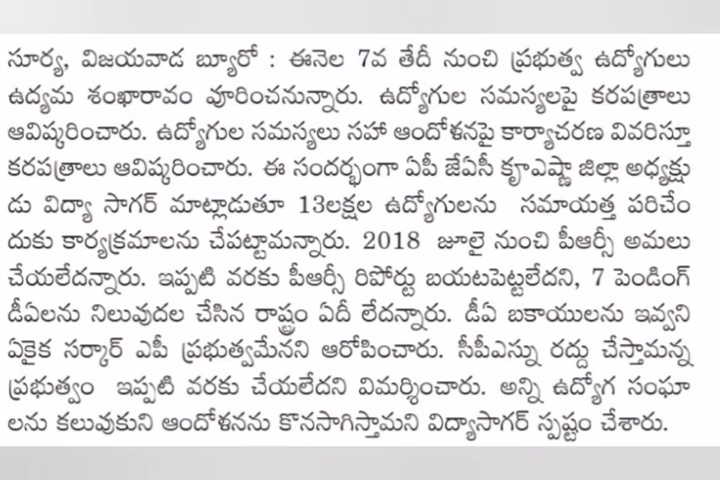 సూర్య, విజయవాడ బ్యూరో : ఈనెల 7వ తేదీ నుంచి ప్రభుత్వ ఉద్యోగులు
ఉద్యమ శంఖారావం వూరించనున్నారు. ఉద్యోగుల సమస్యలపై కరపత్రాలు
ఆవిష్కరించారు. ఉద్యోగుల సమస్యలు సహా ఆందోళనపై కార్యాచరణ వివరిస్తూ
కరపత్రాలు ఆవిష్కరించారు. ఈ సందర్భంగా ఏపీ జేఏసీ కృాఎష్ణా జిల్లా అధ్యక్షు
డు విద్యా సాగర్ మాట్లాడుతూ 13లక్షల ఉద్యోగులను సమాయత్త పరిచేం
దుకు కార్యక్రమాలను చేపట్టామన్నారు. 2018 జూలై నుంచి పీఆర్సీ అమలు
చేయలేదన్నారు. ఇప్పటి వరకు పీఆర్సీ రిపోర్టు బయటపెట్టలేదని, 7 పెండింగ్
డీఏలను నిలువుదల చేసిన రాష్ట్రం ఏదీ లేదన్నారు. డీఏ బకాయులను ఇవ్వని
ఏకైక సర్కార్ ఎపీ ప్రభుత్వమేనని ఆరోపించారు. సీపీఎస్ను రద్దు చేస్తామన్న
ప్రభుత్వం ఇప్పటి వరకు చేయలేదని విమర్శించారు. అన్ని ఉద్యోగ సంఘా
లను కలువుకుని ఆందోళనను కొనసాగిస్తామని విద్యాసాగర్ స్పష్టం చేశారు.